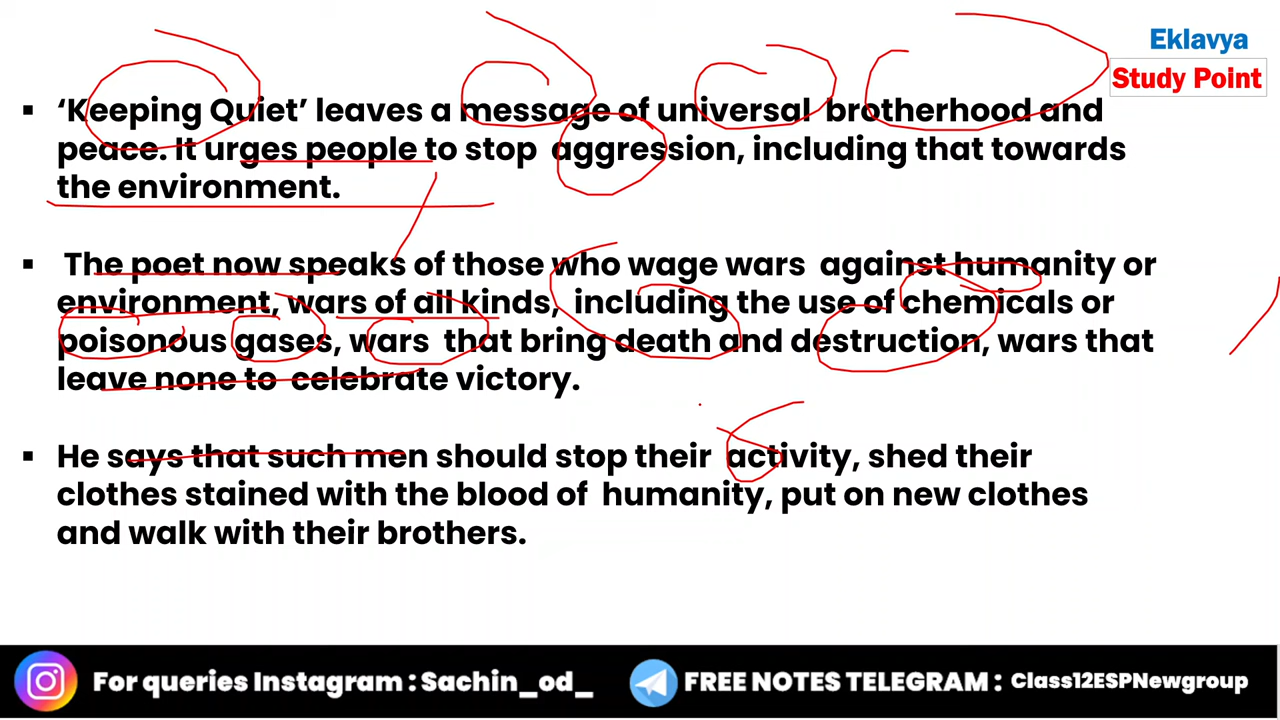 Eklavya
Study Point
▪ ‘Keeping Quiet’ leaves a message of universal brotherhood and
peace. It urges people to stop aggression, including that towards
the environment.
▪ The poet now speaks of those who wage wars against humanity or
environment, wars of all kinds, including the use of chemicals or
poisonous gases, wars that bring death and destruction, wars that
leave none to celebrate victory.
▪ He says that such men should stop their activity, shed their
clothes stained with the blood of humanity, put on new clothes
and walk with their brothers.
For queries Instagram : Sachin_od_ FREE NOTES TELEGRAM : Class12ESPNewgroup